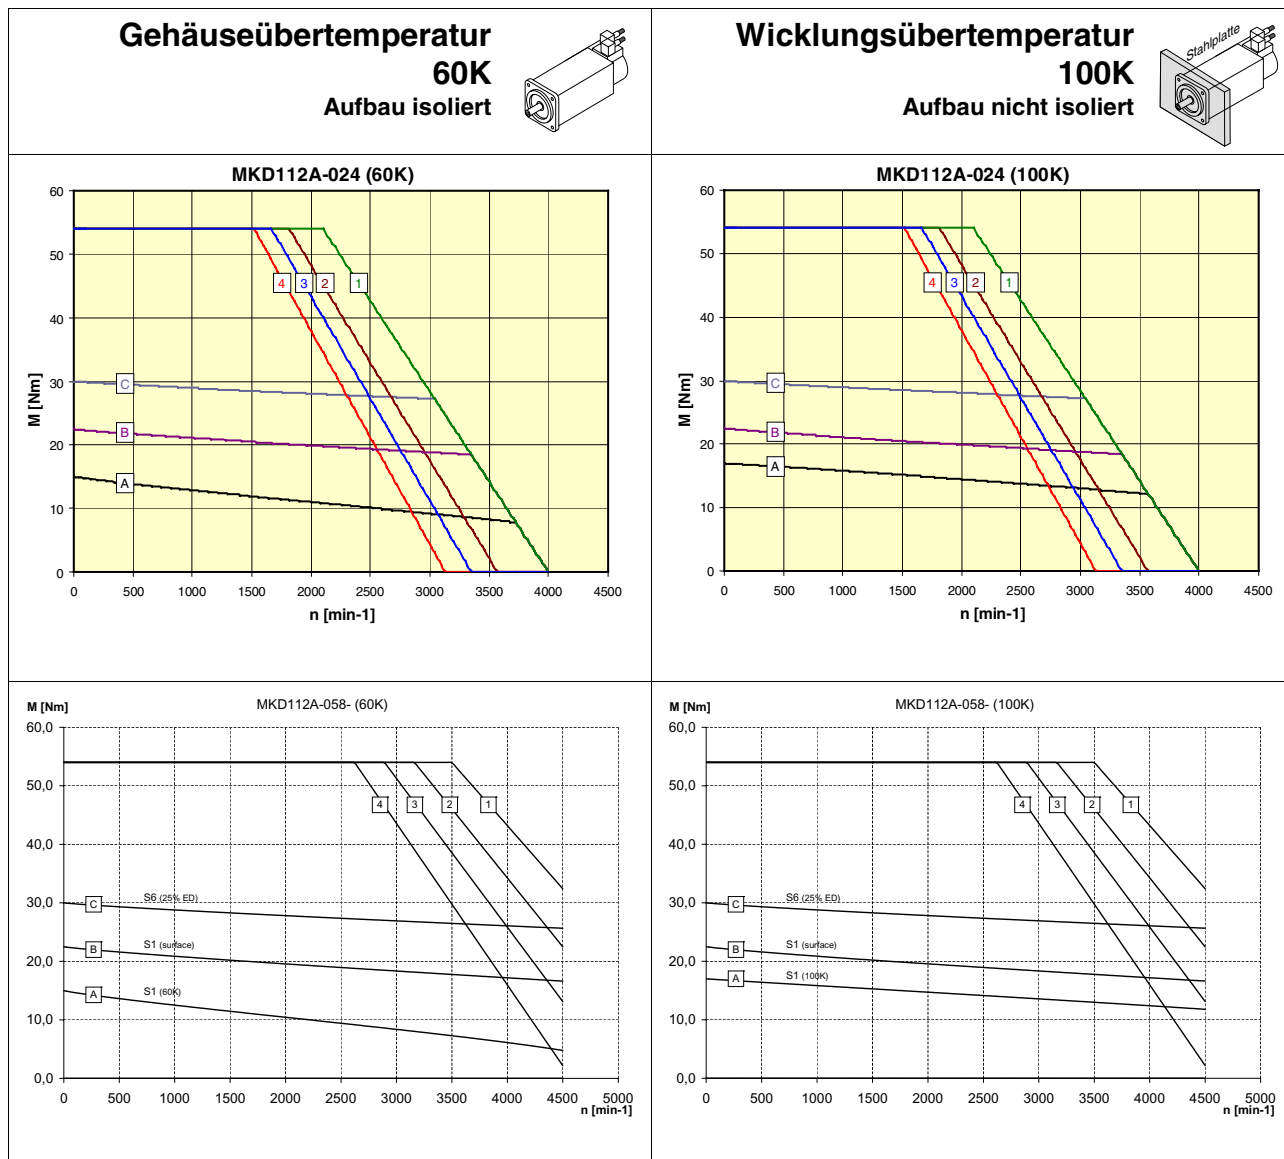 Gehäuseübertemperatur
60K
Aufbau isoliert
Wicklungsübertemperatur
100K
Aufbau nicht isoliert
Stahlplatte
MKD112A-024 (60K)
M [Nm]
60
50
40
30
20
10
0
4
3
2
1
C
B
A
0 500 1000 1500 2000 2500 3000 3500 4000 4500
n [min-1]
MKD112A-024 (100K)
M [Nm]
60
50
40
30
20
10
0
4
3
2
1
C
B
A
0 500 1000 1500 2000 2500 3000 3500 4000 4500
n [min-1]
M [Nm]
MKD112A-058- (60K)
60,0
50,0
40,0
30,0
20,0
10,0
0,0
4
3
2
1
C
S6 (25% ED)
B
S1 (surface)
A
S1 (60K)
0 500 1000 1500 2000 2500 3000 3500 4000 4500 5000
n [min-1]
M [Nm]
MKD112A-058- (100K)
60,0
50,0
40,0
30,0
20,0
10,0
0,0
4
3
2
1
C
S6 (25% ED)
B
S1 (surface)
A
S1 (100K)
0 500 1000 1500 2000 2500 3000 3500 4000 4500 5000
n [min-1]